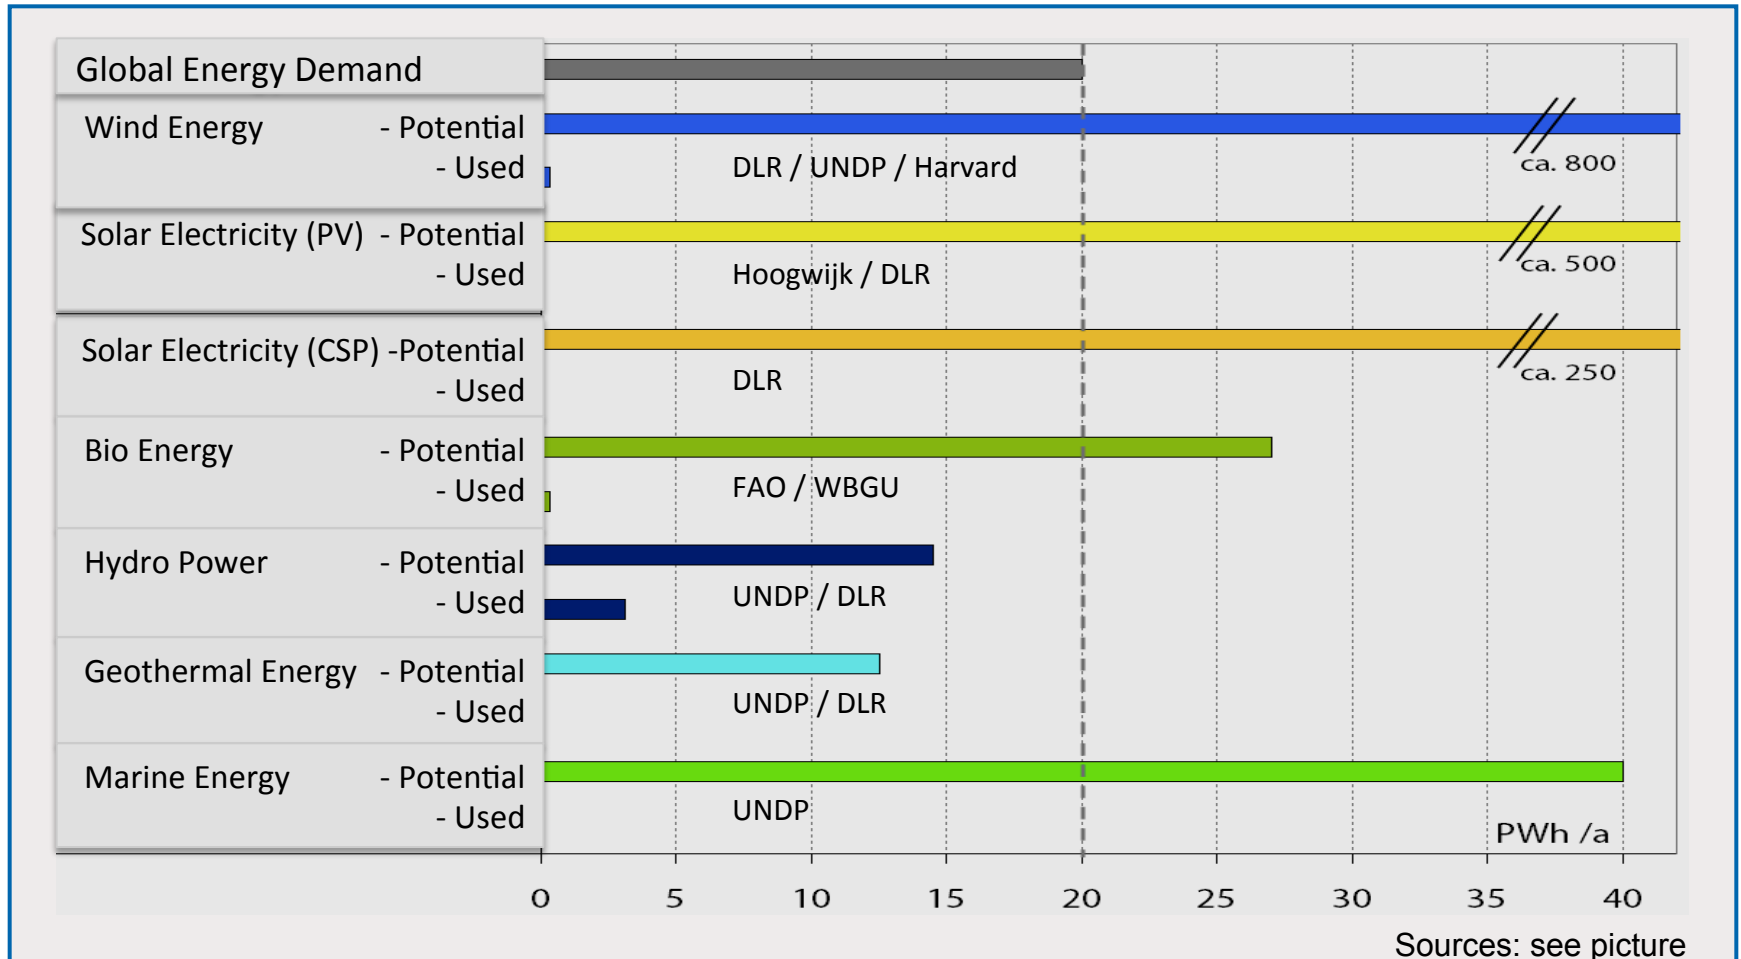 Global Energy Demand
Wind Energy - Potential
- Used DLR / UNDP / Harvard ca. 800
Solar Electricity (PV) - Potential
- Used Hoogwijk / DLR ca. 500
Solar Electricity (CSP) -Potential
- Used DLR ca. 250
Bio Energy - Potential
- Used FAO / WBGU
Hydro Power - Potential
- Used UNDP / DLR
Geothermal Energy - Potential
- Used UNDP / DLR
Marine Energy - Potential
- Used UNDP
PWh /a
0 5 10 15 20 25 30 35 40
Sources: see picture